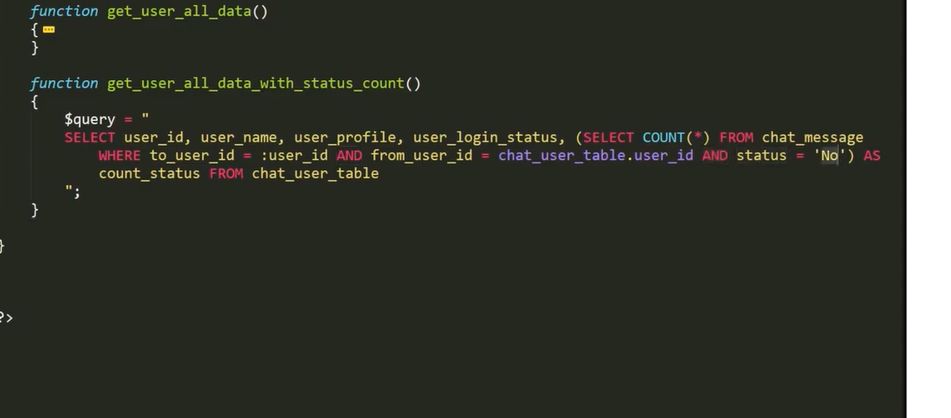 function get_user_all_data()
{
}
function get_user_all_data_with_status_count()
{
$query = "
SELECT user_id, user_name, user_profile, user_login_status, (SELECT COUNT(*) FROM chat_message
WHERE to_user_id = :user_id AND from_user_id = chat_user_table.user_id AND status = 'No') AS
count_status FROM chat_user_table
";
}
}
?>